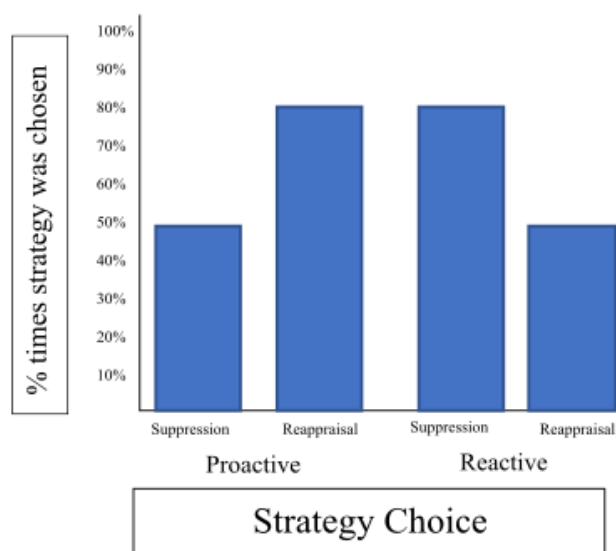 % times strategy was chosen
100%
90%
80%
70%
60%
50%
40%
30%
20%
10%
Suppression
Reappraisal
Suppression
Reappraisal
Proactive
Reactive
Strategy Choice